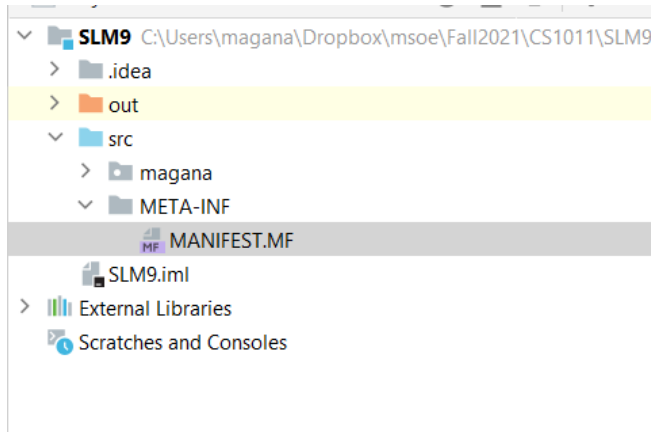 SLM9 C:\Users\magana\Dropbox\msoe\Fall2021\CS1011\SLM9
.idea
out
src
magana
META-INF
MF MANIFEST.MF
SLM9.iml
External Libraries
Scratches and Consoles